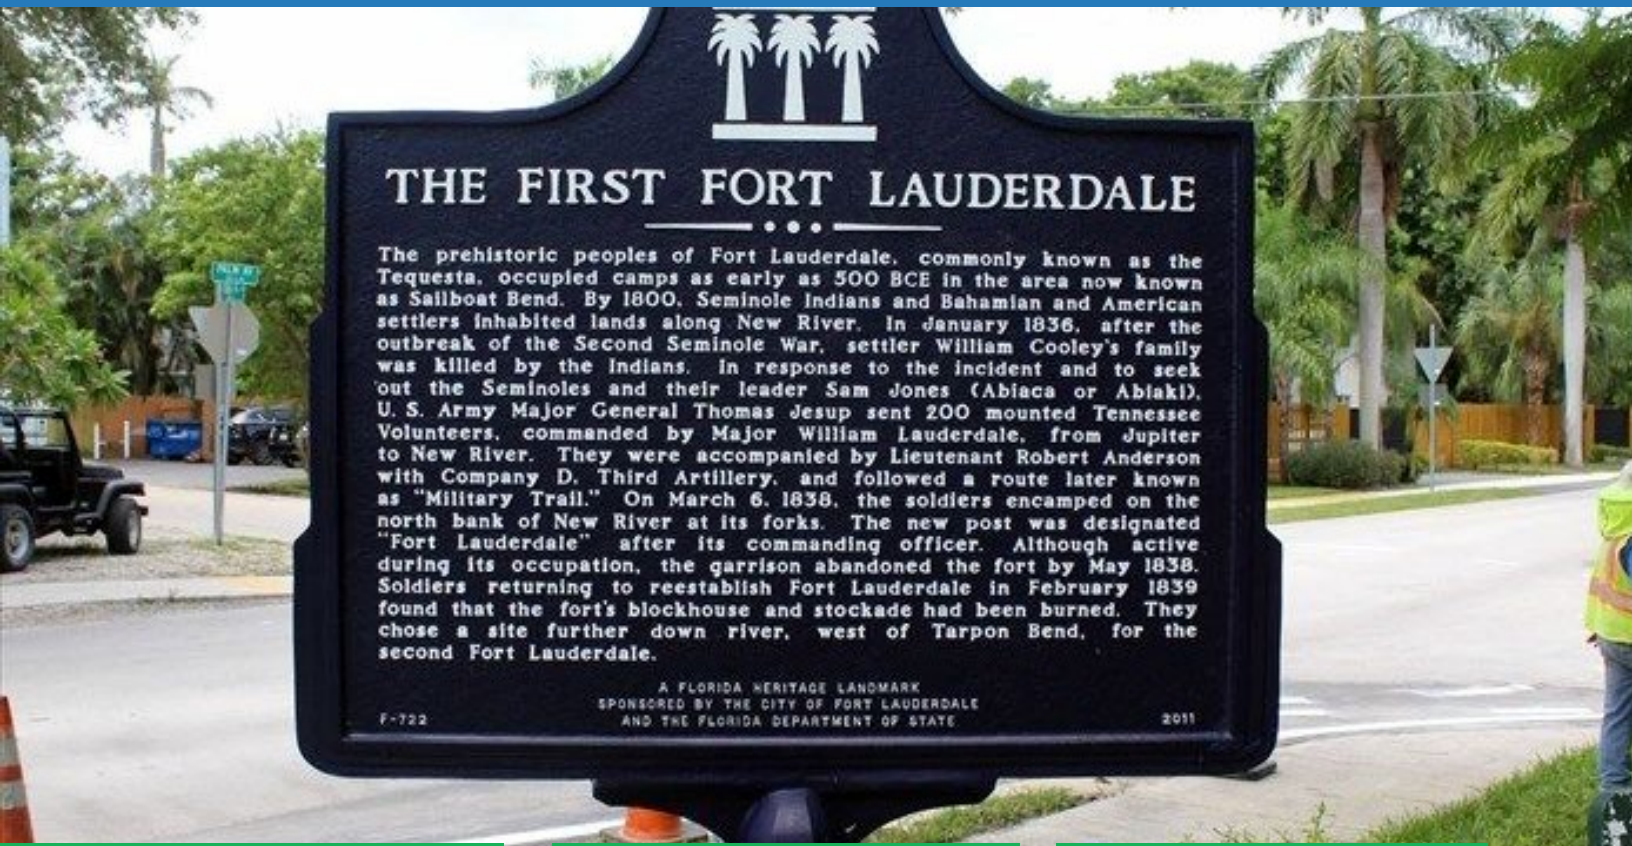 THE FIRST FORT LAUDERDALE
The prehistoric peoples of Fort Lauderdale, commonly known as the
Tequesta, occupied camps as early as 500 BCE in the area now known
as Sailboat Bend. By 1800, Seminole Indians and Bahamian and American
settlers inhabited lands along New River. In January 1836, after the
outbreak of the Second Seminole War, settler William Cooley's family
was killed by the Indians. In response to the incident and to seek
out the Seminoles and their leader Sam Jones (Abiaca or Abiaki),
U. S. Army Major General Thomas Jesup sent 200 mounted Tennessee
Volunteers, commanded by Major William Lauderdale, from Jupiter
to New River. They were accompanied by Lieutenant Robert Anderson
with Company D, Third Artillery, and followed a route later known
as "Military Trail." On March 6, 1838, the soldiers encamped on the
north bank of New River at its forks. The new post was designated
"Fort Lauderdale" after its commanding officer. Although active
during its occupation, the garrison abandoned the fort by May 1838.
Soldiers returning to reestablish Fort Lauderdale in February 1839
found that the fort's blockhouse and stockade had been burned. They
chose a site further down river, west of Tarpon Bend, for the
second Fort Lauderdale.
A FLORIDA HERITAGE LANDMARK
SPONSORED BY THE CITY OF FORT LAUDERDALE
AND THE FLORIDA DEPARTMENT OF STATE
F-722
2011
PALM AV